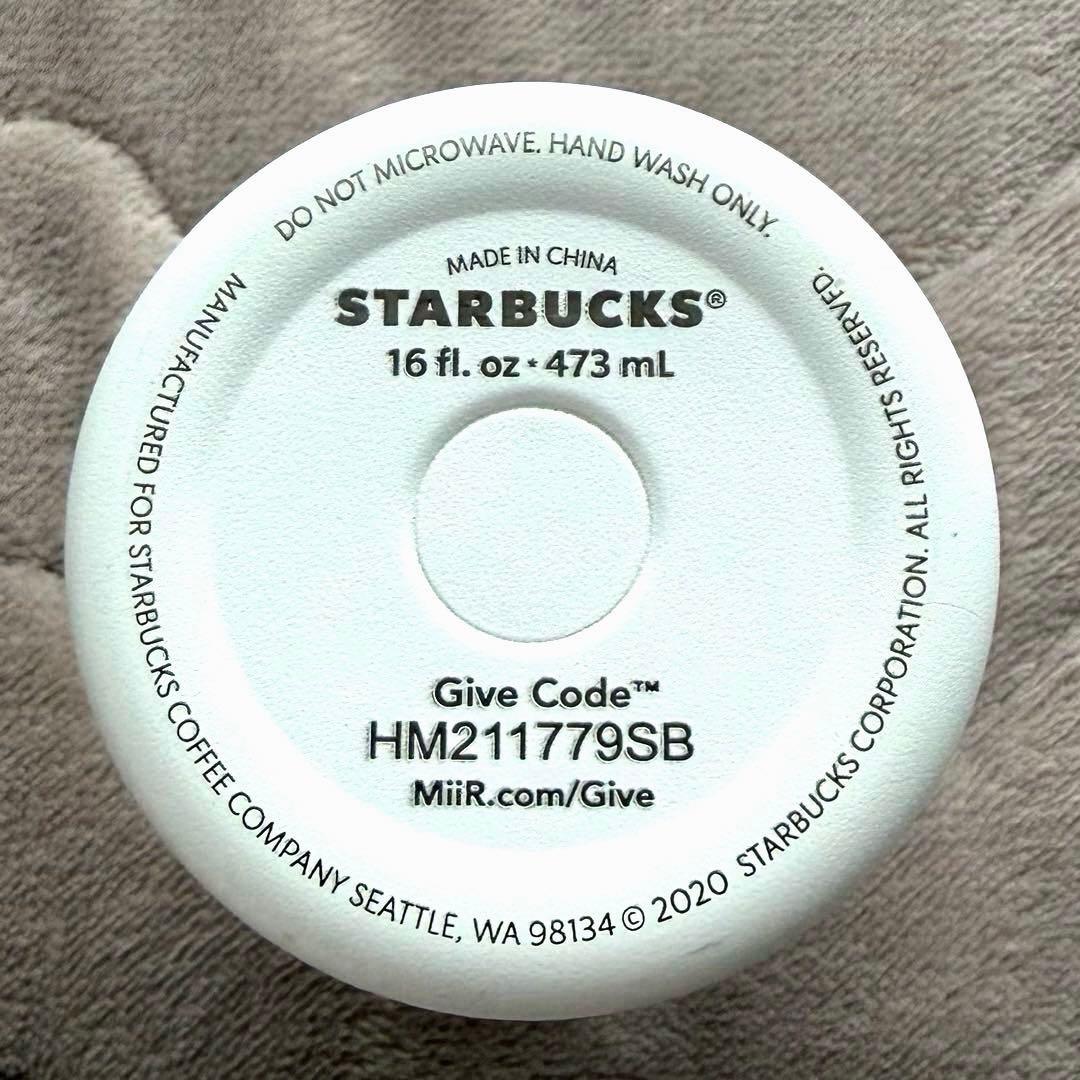 DO NOT MICROWAVE. HAND WASH ONLY.
MADE IN CHINA
STARBUCKS®
16 fl. oz • 473 mL
Give Code™
HM211779SB
MiiR.com/Give
MANUFACTURED FOR STARBUCKS COFFEE COMPANY SEATTLE, WA 98134 © 2020 STARBUCKS CORPORATION. ALL RIGHTS RESERVED.